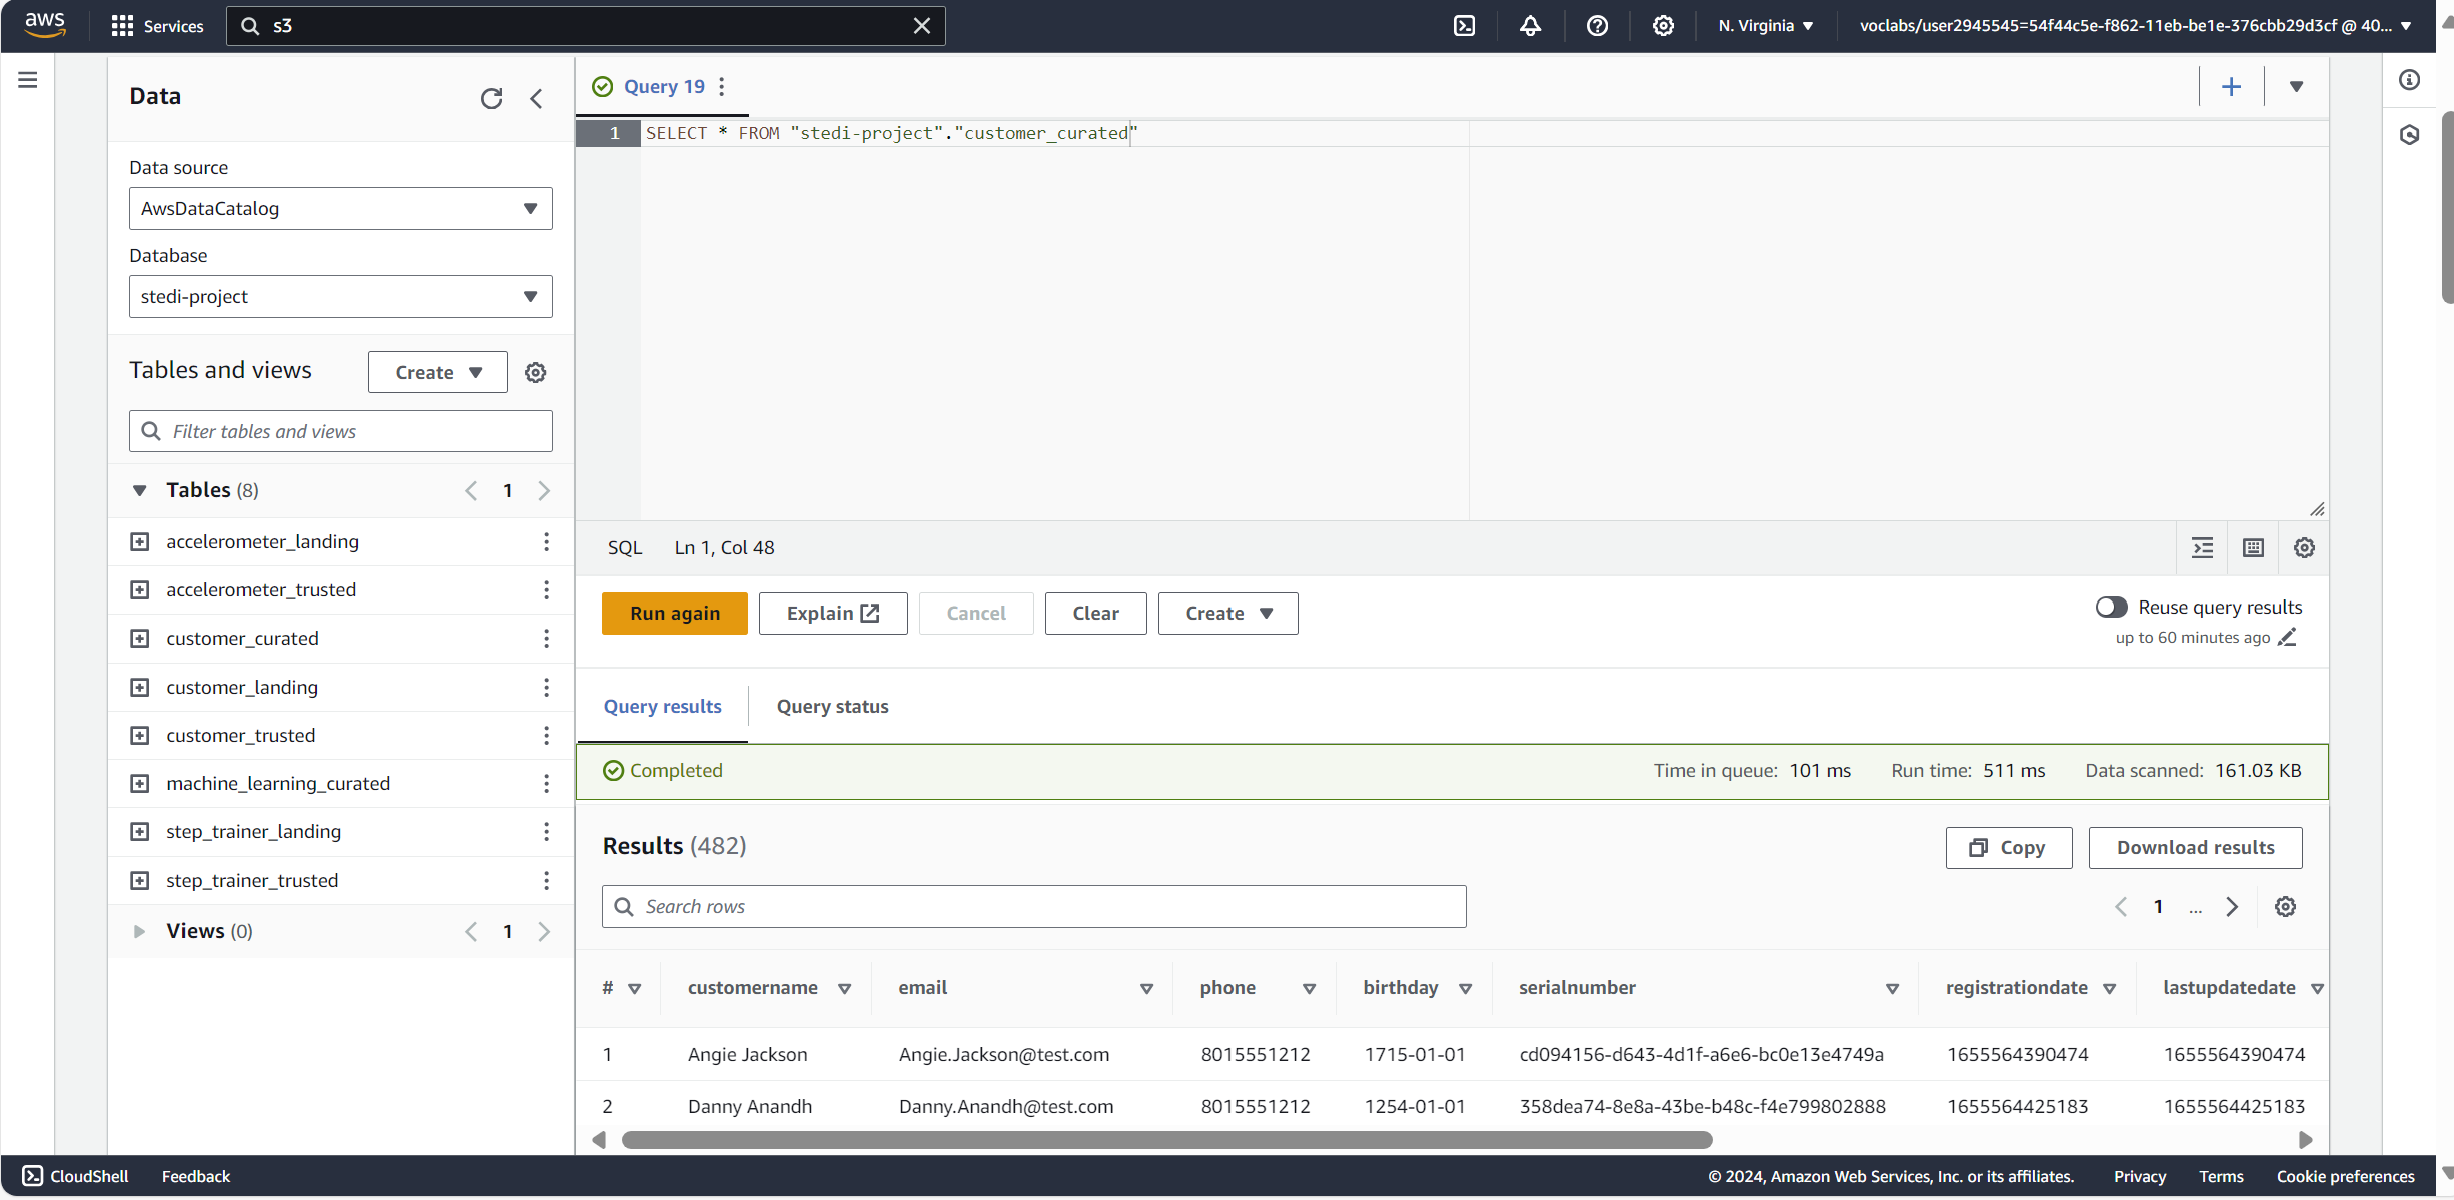 aws Services s3 N. Virginia voclabs/user2945545=54f44c5e-f862-11eb-be1e-376cbb29d3cf @ 40...
Data
Data source
AwsDataCatalog
Database
stedi-project
Tables and views Create
Filter tables and views
Tables (8) 1
accelerometer_landing
accelerometer_trusted
customer_curated
customer_landing
customer_trusted
machine_learning_curated
step_trainer_landing
step_trainer_trusted
Views (0) 1
Query 19
1 SELECT * FROM "stedi-project"."customer_curated"
SQL Ln 1, Col 48
Run again Explain Cancel Clear Create Reuse query results
up to 60 minutes ago
Query results Query status
Completed Time in queue: 101 ms Run time: 511 ms Data scanned: 161.03 KB
Results (482) Copy Download results
Search rows 1 ...
# customername email phone birthday serialnumber registrationdate lastupdatedate
1 Angie Jackson Angie.Jackson@test.com 8015551212 1715-01-01 cd094156-d643-4d1f-a6e6-bc0e13e4749a 1655564390474 1655564390474
2 Danny Anandh Danny.Anandh@test.com 8015551212 1254-01-01 358dea74-8e8a-43be-b48c-f4e799802888 1655564425183 1655564425183
CloudShell Feedback © 2024, Amazon Web Services, Inc. or its affiliates. Privacy Terms Cookie preferences